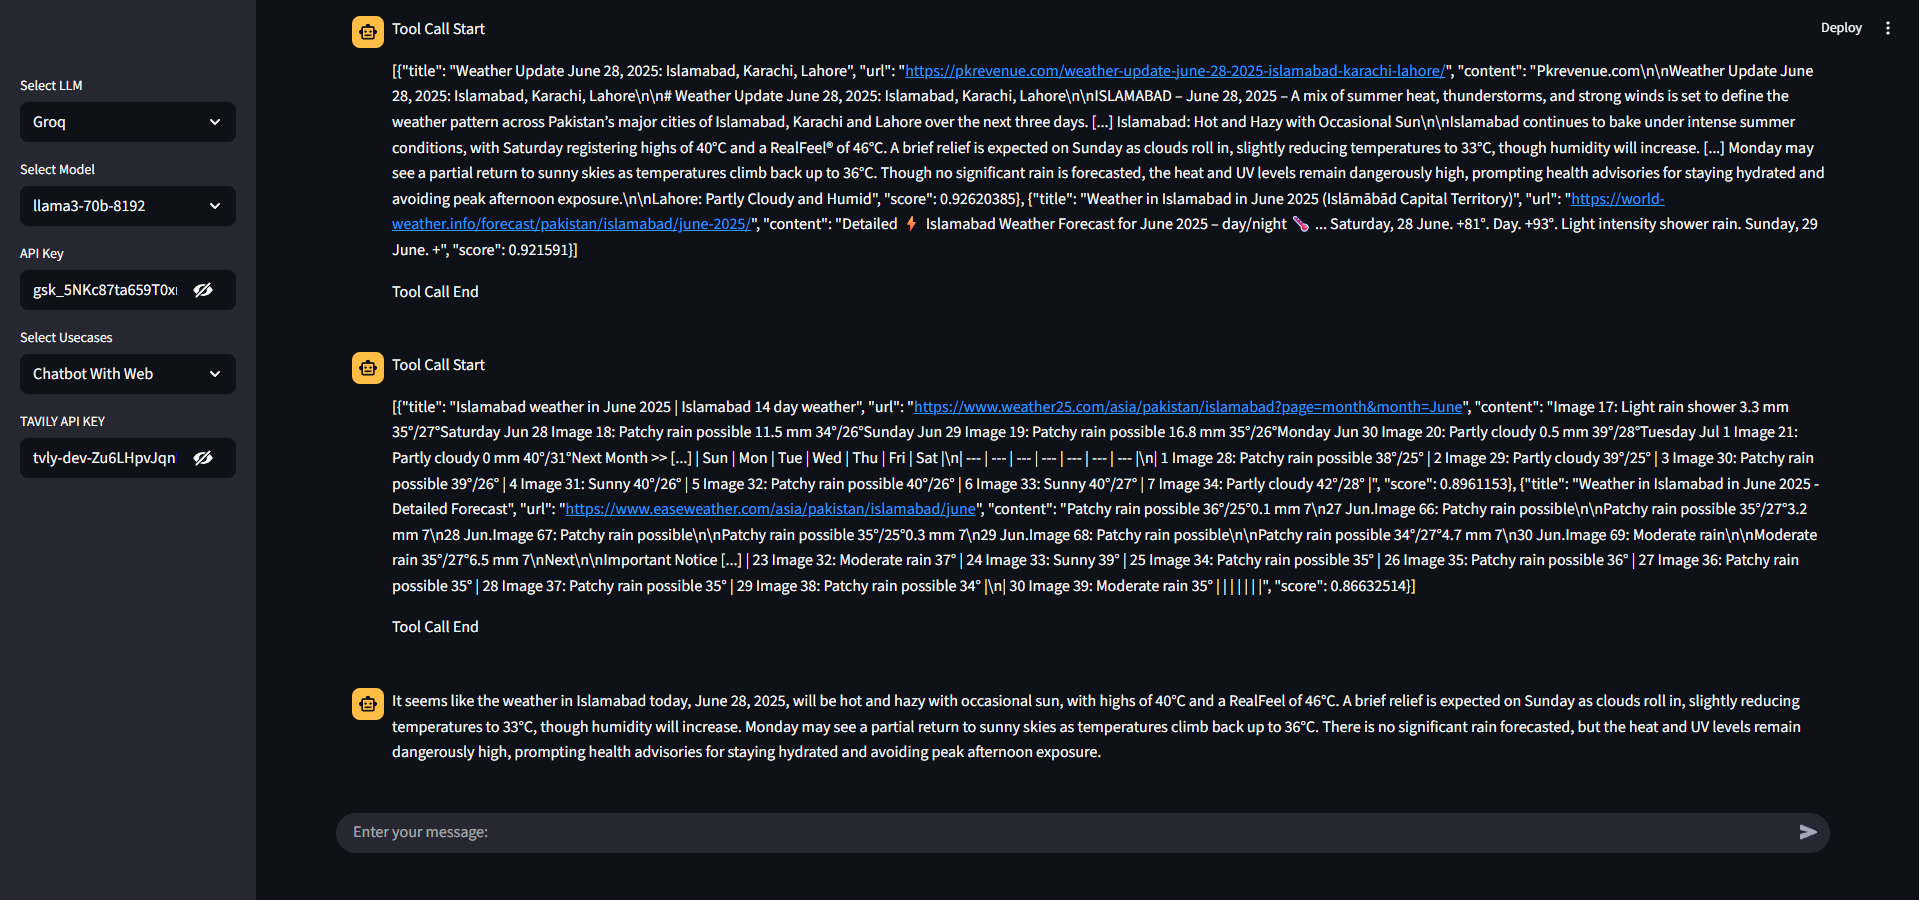 Deploy
Select LLM
Groq
Select Model
llama3-70b-8192
API Key
gsk_5NKc87ta659T0x
Select Usecases
Chatbot With Web
TAVILY API KEY
tvly-dev-Zu6LHpvJqn
Tool Call Start
[{"title": "Weather Update June 28, 2025: Islamabad, Karachi, Lahore", "url": "https://pkrevenue.com/weather-update-june-28-2025-islamabad-karachi-lahore/", "content": "Pkrevenue.com\n\nWeather Update June
28, 2025: Islamabad, Karachi, Lahore\n\n# Weather Update June 28, 2025: Islamabad, Karachi, Lahore\n\nISLAMABAD – June 28, 2025 – A mix of summer heat, thunderstorms, and strong winds is set to define the
weather pattern across Pakistan’s major cities of Islamabad, Karachi and Lahore over the next three days. [...] Islamabad: Hot and Hazy with Occasional Sun\n\nIslamabad continues to bake under intense summer
conditions, with Saturday registering highs of 40°C and a RealFeel® of 46°C. A brief relief is expected on Sunday as clouds roll in, slightly reducing temperatures to 33°C, though humidity will increase. [...] Monday may
see a partial return to sunny skies as temperatures climb back up to 36°C. Though no significant rain is forecasted, the heat and UV levels remain dangerously high, prompting health advisories for staying hydrated and
avoiding peak afternoon exposure.\n\nLahore: Partly Cloudy and Humid", "score": 0.92620385}, {"title": "Weather in Islamabad in June 2025 (Islāmābād Capital Territory)", "url": "https://world-
weather.info/forecast/pakistan/islamabad/june-2025/", "content": "Detailed ⚡ Islamabad Weather Forecast for June 2025 – day/night 🌡️ ... Saturday, 28 June. +81°. Day. +93°. Light intensity shower rain. Sunday, 29
June. +", "score": 0.921591}]
Tool Call End
Tool Call Start
[{"title": "Islamabad weather in June 2025 | Islamabad 14 day weather", "url": "https://www.weather25.com/asia/pakistan/islamabad?page=month&month=June", "content": "Image 17: Light rain shower 3.3 mm
35°/27°Saturday Jun 28 Image 18: Patchy rain possible 11.5 mm 34°/26°Sunday Jun 29 Image 19: Patchy rain possible 16.8 mm 35°/26°Monday Jun 30 Image 20: Partly cloudy 0.5 mm 39°/28°Tuesday Jul 1 Image 21:
Partly cloudy 0 mm 40°/31°Next Month >> [...] | Sun | Mon | Tue | Wed | Thu | Fri | Sat |\n| --- | --- | --- | --- | --- | --- | --- |\n| 1 Image 28: Patchy rain possible 38°/25° | 2 Image 29: Partly cloudy 39°/25° | 3 Image 30: Patchy rain
possible 39°/26° | 4 Image 31: Sunny 40°/26° | 5 Image 32: Patchy rain possible 40°/26° | 6 Image 33: Sunny 40°/27° | 7 Image 34: Partly cloudy 42°/28° |", "score": 0.8961153}, {"title": "Weather in Islamabad in June 2025 -
Detailed Forecast", "url": "https://www.easeweather.com/asia/pakistan/islamabad/june", "content": "Patchy rain possible 36°/25°0.1 mm 7\n27 Jun.Image 66: Patchy rain possible\n\nPatchy rain possible 35°/27°3.2
mm 7\n28 Jun.Image 67: Patchy rain possible\n\nPatchy rain possible 35°/25°0.3 mm 7\n29 Jun.Image 68: Patchy rain possible\n\nPatchy rain possible 34°/27°4.7 mm 7\n30 Jun.Image 69: Moderate rain\n\nModerate
rain 35°/27°6.5 mm 7\nNext\n\nImportant Notice [...] | 23 Image 32: Moderate rain 37° | 24 Image 33: Sunny 39° | 25 Image 34: Patchy rain possible 35° | 26 Image 35: Patchy rain possible 36° | 27 Image 36: Patchy rain
possible 35° | 28 Image 37: Patchy rain possible 35° | 29 Image 38: Patchy rain possible 34° |\n| 30 Image 39: Moderate rain 35° | | | | | | |", "score": 0.86632514}]
Tool Call End
It seems like the weather in Islamabad today, June 28, 2025, will be hot and hazy with occasional sun, with highs of 40°C and a RealFeel of 46°C. A brief relief is expected on Sunday as clouds roll in, slightly reducing
temperatures to 33°C, though humidity will increase. Monday may see a partial return to sunny skies as temperatures climb back up to 36°C. There is no significant rain forecasted, but the heat and UV levels remain
dangerously high, prompting health advisories for staying hydrated and avoiding peak afternoon exposure.
Enter your message: